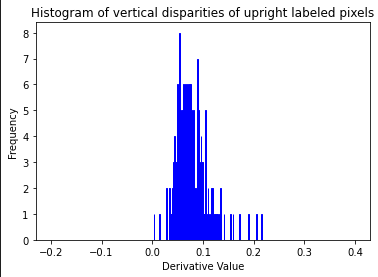 Histogram of vertical disparities of upright labeled pixels
8
7
6
5
4
3
2
1
0
Frequency
−0.2 −0.1 0.0 0.1 0.2 0.3 0.4
Derivative Value